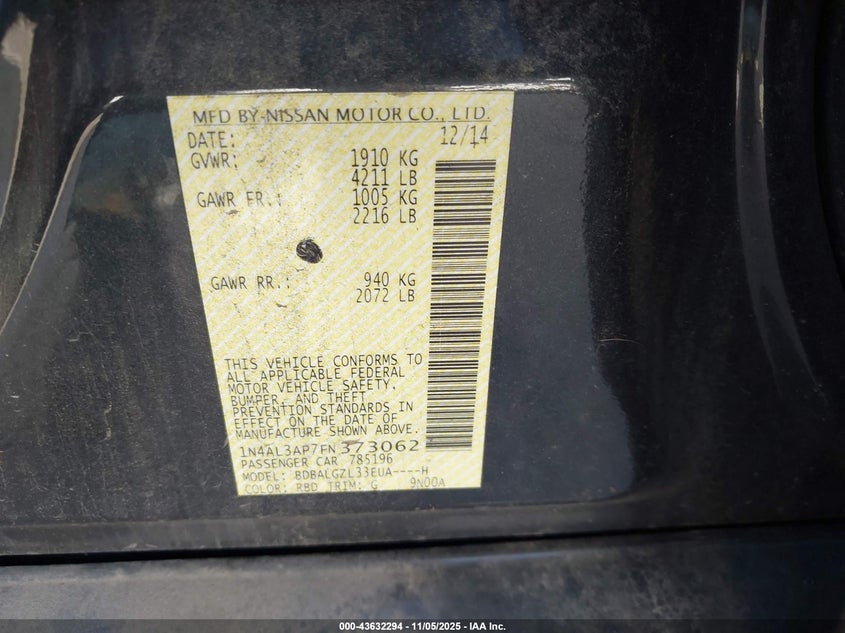 MFD BY-NISSAN MOTOR CO., LTD.
DATE: 12/14
GVWR: 1910 KG
4211 LB
GAWR FR.: 1005 KG
2216 LB
GAWR RR.: 940 KG
2072 LB
THIS VEHICLE CONFORMS TO
ALL APPLICABLE FEDERAL
MOTOR VEHICLE SAFETY,
BUMPER, AND THEFT
PREVENTION STANDARDS IN
EFFECT ON THE DATE OF
MANUFACTURE SHOWN ABOVE.
1N4AL3AP7FN373062
PASSENGER CAR 785196
MODEL: BDBALGZL33EUA----H
COLOR: RBD TRIM: G 9N00A
000-43632294 - 11/05/2025 - IAA Inc.